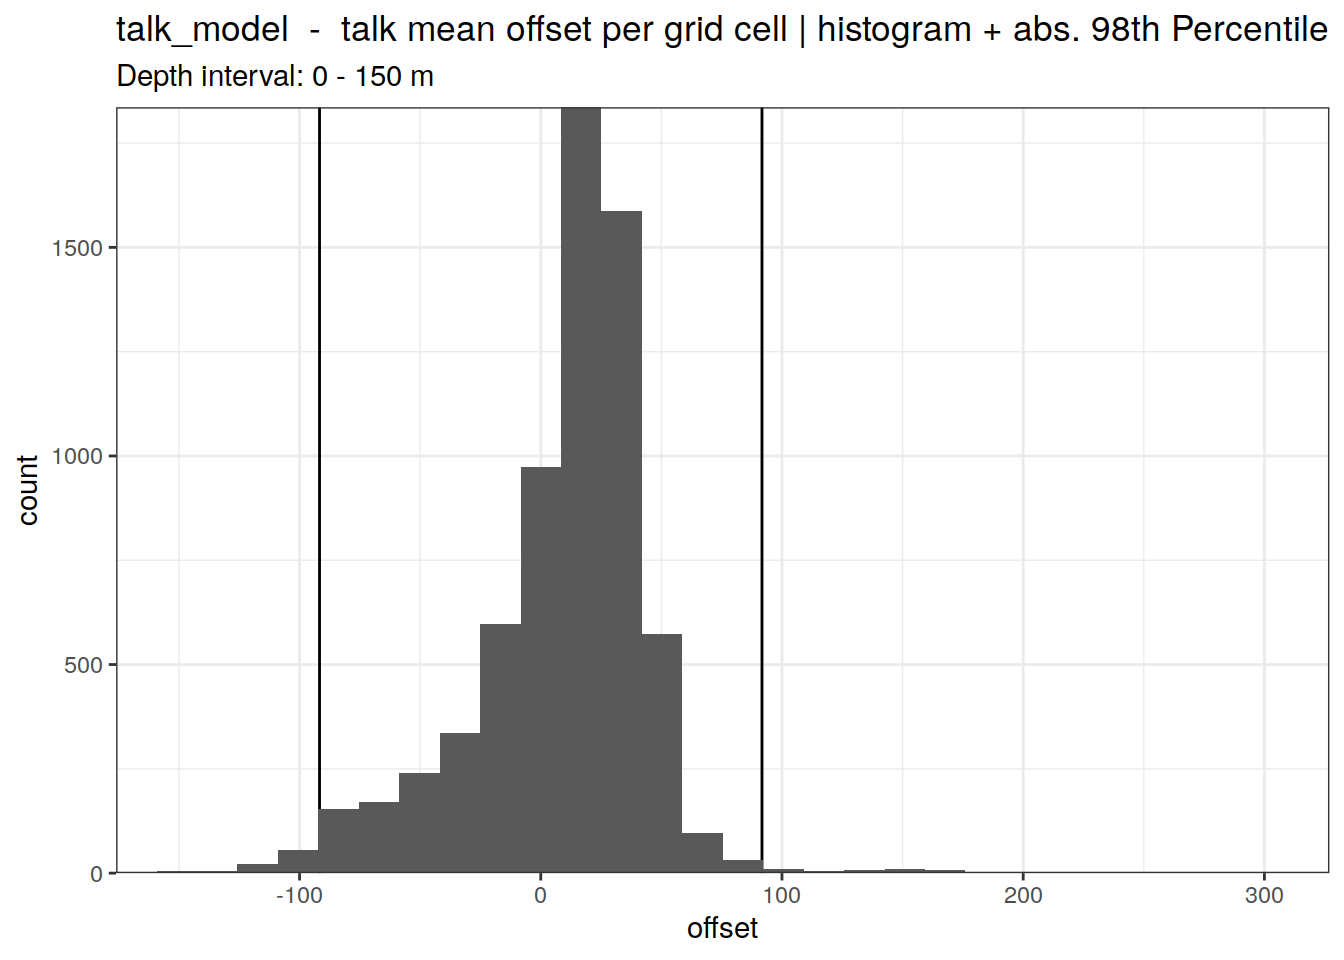 talk_model  -  talk mean offset per grid cell | histogram + abs. 98th Percentile
Depth interval: 0 - 150 m
1500
1000
500
0
count
-100
0
100
200
300
offset